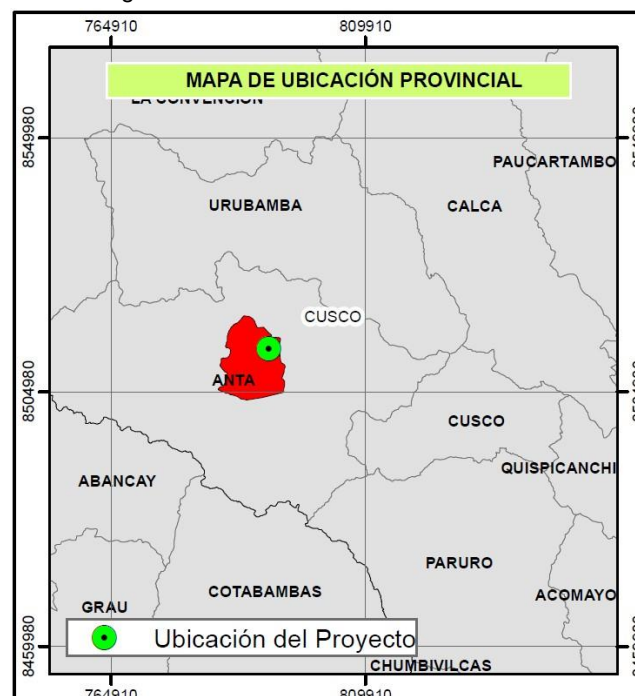 764910 809910
MAPA DE UBICACIÓN PROVINCIAL
LA CONVENCION
8549980 8549980
PAUCARTAMBO
URUBAMBA
CALCA
CUSCO
ANTA
8504980
CUSCO
ABANCAY
QUISPICANCHI
PARURO
COTABAMBAS
ACOMAYO
GRAU
Ubicación del Proyecto
8459980
CHUMBIVILCAS
764910 809910